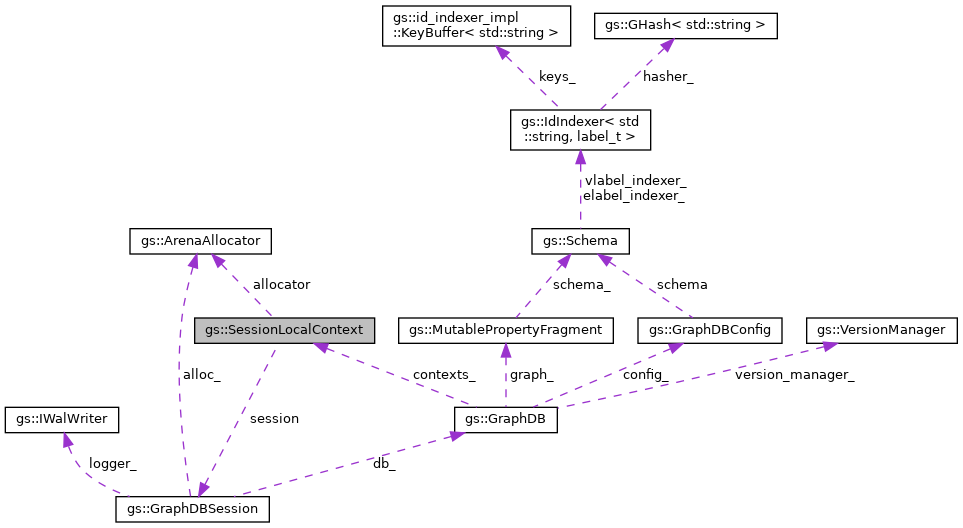 gs::id_indexer_impl
::KeyBuffer< std::string >
gs::GHash< std::string >
keys_
hasher_
gs::IdIndexer< std
::string, label_t >
vlabel_indexer_
elabel_indexer_
gs::ArenaAllocator
gs::Schema
allocator
schema_
schema
gs::SessionLocalContext
gs::MutablePropertyFragment
gs::GraphDBConfig
gs::VersionManager
alloc_
contexts_
graph_
config_
version_manager_
gs::IWalWriter
session
gs::GraphDB
logger_
db_
gs::GraphDBSession